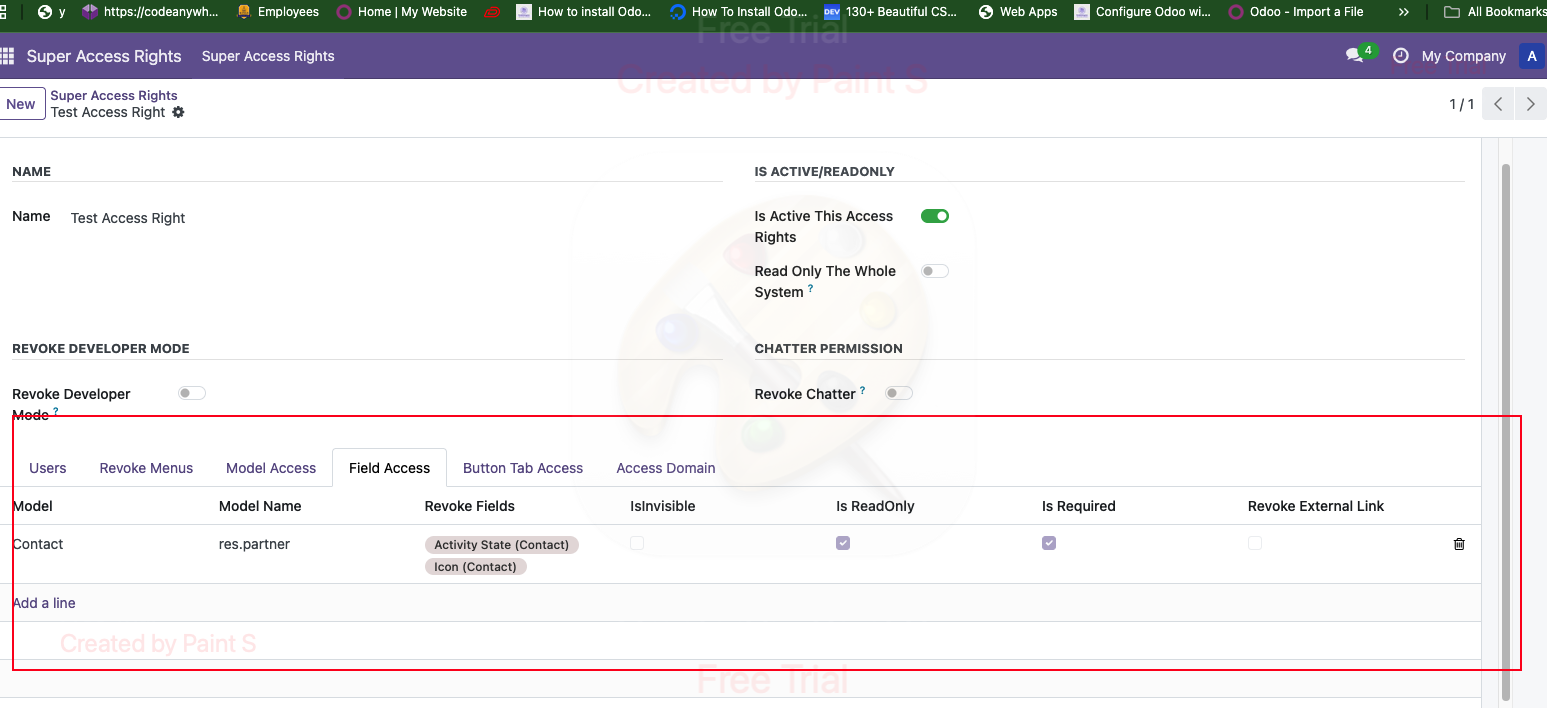 y https://codeanywh... Employees Home | My Website How to install Odoo... How To Install Odo... DEV 130+ Beautiful CS... Web Apps Configure Odoo wi... Odoo - Import a File » All Bookmarks
Free Trial
Super Access Rights Super Access Rights 4 My Company A
Created by Paint S
New Super Access Rights
Test Access Right 1 / 1
NAME IS ACTIVE/READONLY
Name Test Access Right Is Active This Access
Rights
Read Only The Whole
System ?
REVOKE DEVELOPER MODE CHATTER PERMISSION
Revoke Developer Revoke Chatter ?
Mode ?
Users Revoke Menus Model Access Field Access Button Tab Access Access Domain
Model Model Name Revoke Fields IsInvisible Is ReadOnly Is Required Revoke External Link
Contact res.partner Activity State (Contact)
Icon (Contact)
Add a line
Created by Paint S
Free Trial